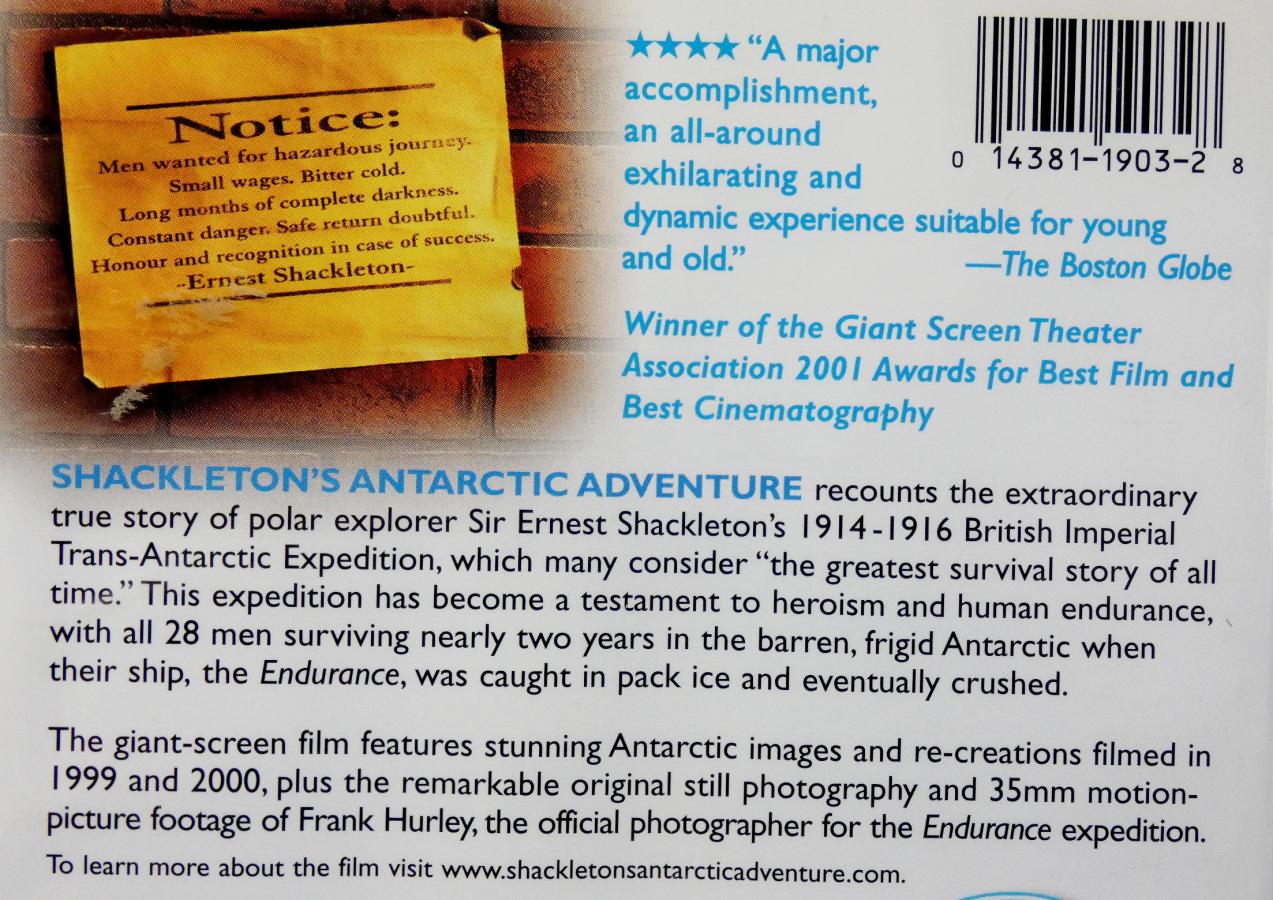 Notice:
Men wanted for hazardous journey.
Small wages. Bitter cold.
Long months of complete darkness.
Constant danger. Safe return doubtful.
Honour and recognition in case of success.
-Ernest Shackleton-
★★★★ “A major
accomplishment,
an all-around
exhilarating and
dynamic experience suitable for young
and old.”
—The Boston Globe
0 14381-1903-2 8
Winner of the Giant Screen Theater
Association 2001 Awards for Best Film and
Best Cinematography
SHACKLETON’S ANTARCTIC ADVENTURE recounts the extraordinary
true story of polar explorer Sir Ernest Shackleton’s 1914-1916 British Imperial
Trans-Antarctic Expedition, which many consider “the greatest survival story of all
time.” This expedition has become a testament to heroism and human endurance,
with all 28 men surviving nearly two years in the barren, frigid Antarctic when
their ship, the Endurance, was caught in pack ice and eventually crushed.
The giant-screen film features stunning Antarctic images and re-creations filmed in
1999 and 2000, plus the remarkable original still photography and 35mm motion-
picture footage of Frank Hurley, the official photographer for the Endurance expedition.
To learn more about the film visit www.shackletonsantarcticadventure.com.